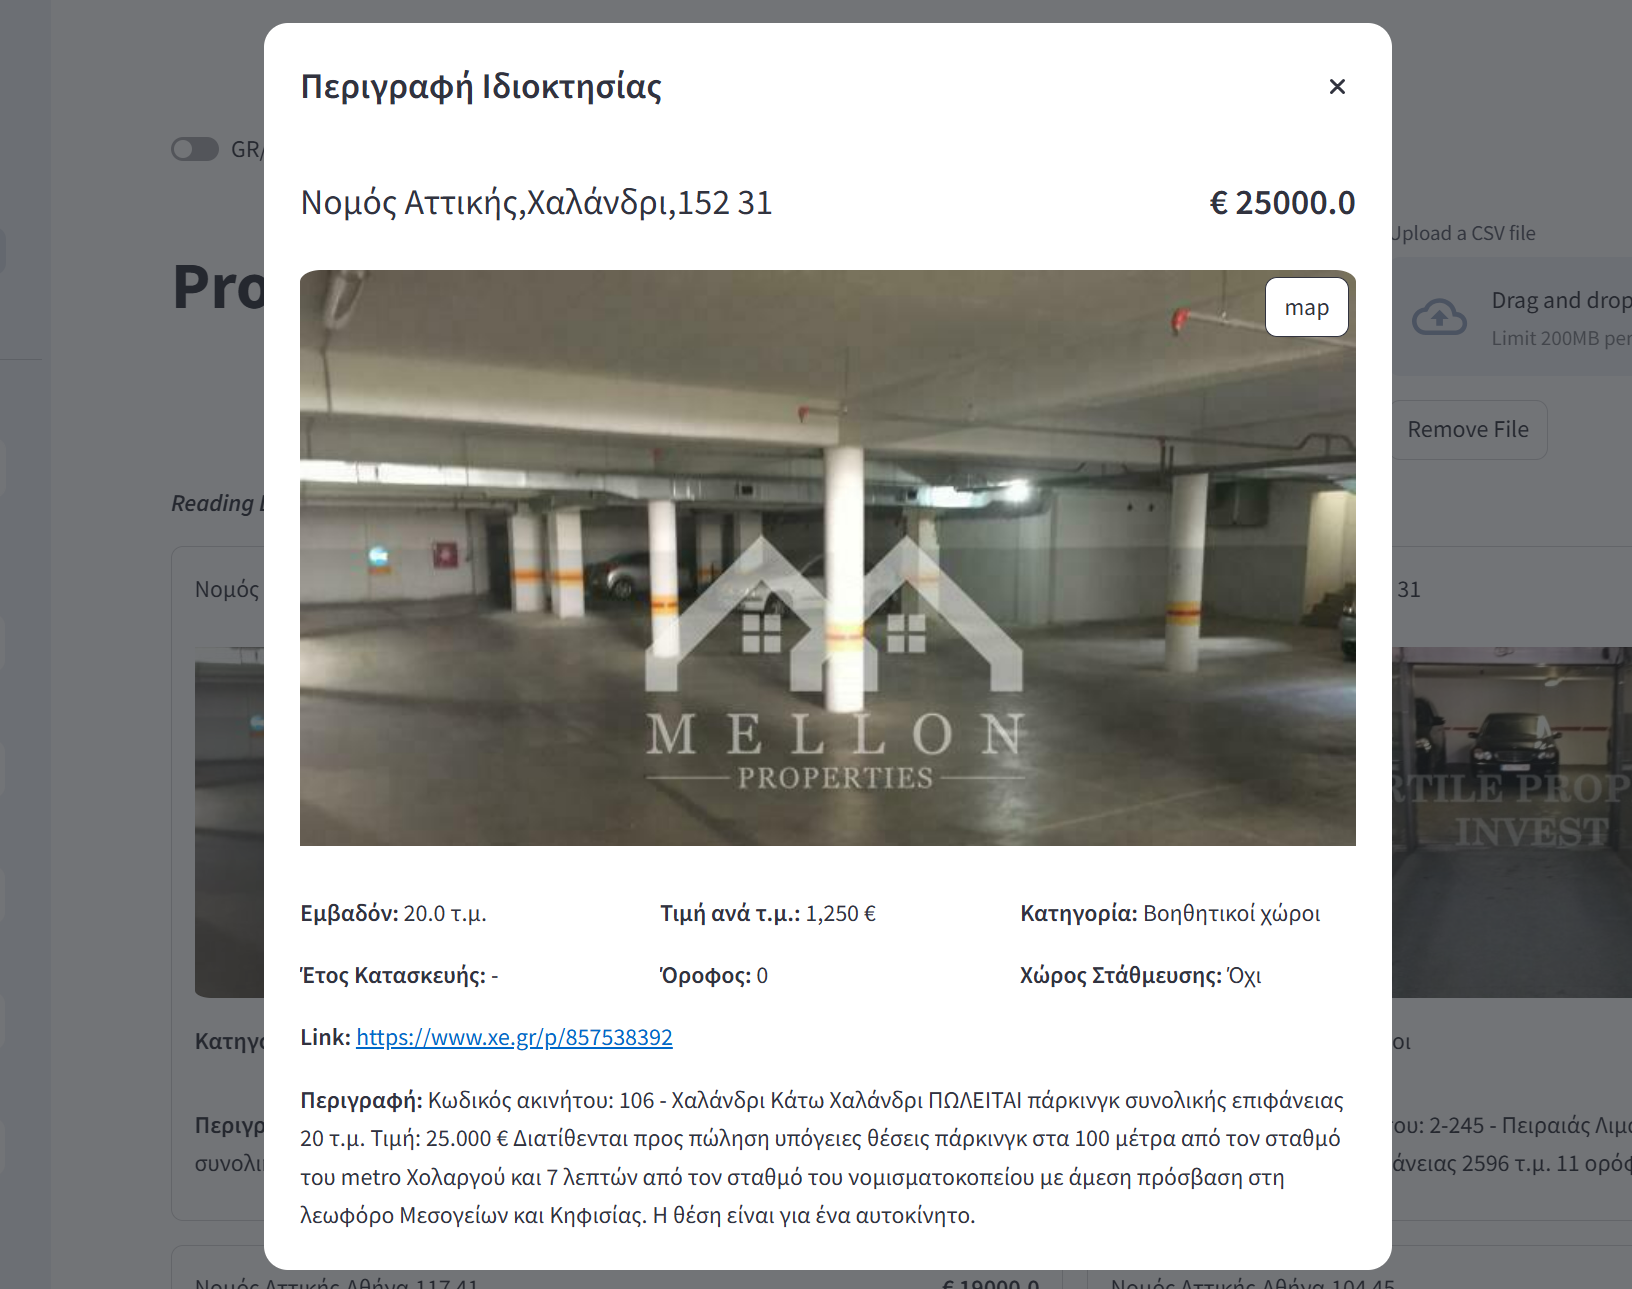 Περιγραφή Ιδιοκτησίας
GR/
Νομός Αττικής,Χαλάνδρι,152 31
€ 25000.0
Upload a CSV file
Pro
map
Drag and drop
Limit 200MB per
Remove File
Reading
Νομός
31
MELLON
PROPERTIES
RTILE PROP
INVEST
Εμβαδόν: 20.0 τ.μ.
Τιμή ανά τ.μ.: 1,250 €
Κατηγορία: Βοηθητικοί χώροι
Έτος Κατασκευής: -
Όροφος: 0
Χώρος Στάθμευσης: Όχι
Link: https://www.xe.gr/p/857538392
Κατηγο
οι
Περιγραφή: Κωδικός ακινήτου: 106 - Χαλάνδρι Κάτω Χαλάνδρι ΠΩΛΕΙΤΑΙ πάρκινγκ συνολικής επιφάνειας
20 τ.μ. Τιμή: 25.000 € Διατίθενται προς πώληση υπόγειες θέσεις πάρκινγκ στα 100 μέτρα από τον σταθμό
του metro Χολαργού και 7 λεπτών από τον σταθμό του νομισματοκοπείου με άμεση πρόσβαση στη
λεωφόρο Μεσογείων και Κηφισίας. Η θέση είναι για ένα αυτοκίνητο.
Περιγρ
συνολι
ου: 2-245 - Πειραιάς Λιμ
άνειας 2596 τ.μ. 11 ορόφ
Νομός Αττικής,Αθήνα,117 41
€ 19000.0
Νομός Αττικής,Αθήνα,104 45